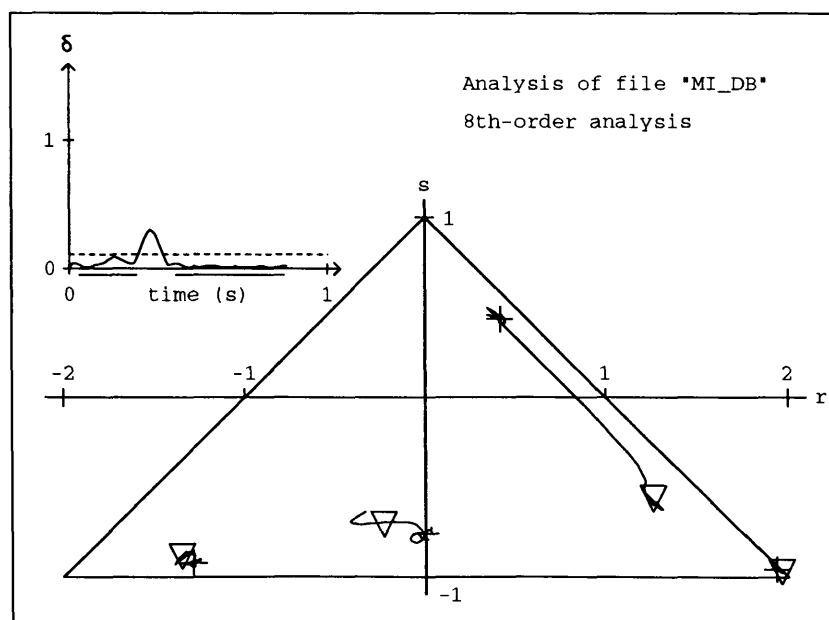 δ
Analysis of file "MI_DB"
8th-order analysis
1
s
1
0
0
time (s)
1
-2
-1
1
2
r
-1